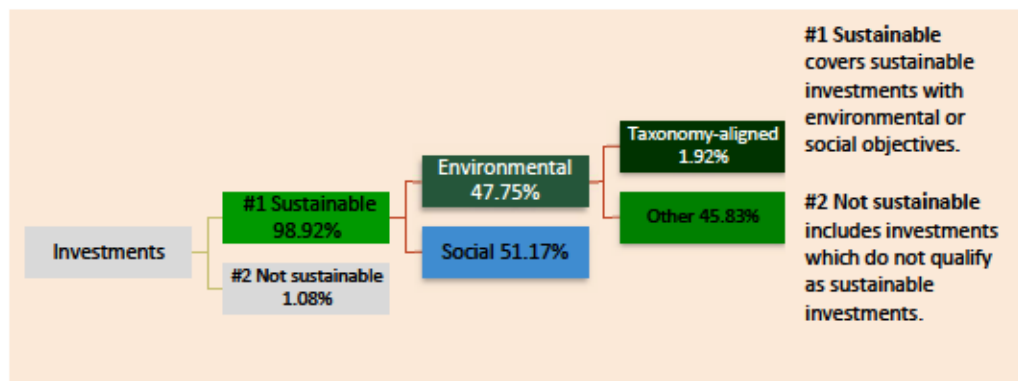 Investments
#1 Sustainable
98.92%
#2 Not sustainable
1.08%
Environmental
47.75%
Social 51.17%
Taxonomy-aligned
1.92%
Other 45.83%
#1 Sustainable
covers sustainable
investments with
environmental or
social objectives.
#2 Not sustainable
includes investments
which do not qualify
as sustainable
investments.